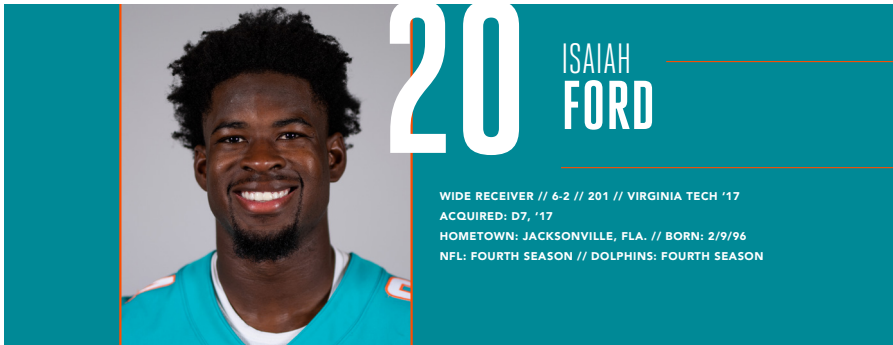 20
ISAIAH
FORD
WIDE RECEIVER // 6-2 // 201 // VIRGINIA TECH ’17
ACQUIRED: D7, ’17
HOMETOWN: JACKSONVILLE, FLA. // BORN: 2/9/96
NFL: FOURTH SEASON // DOLPHINS: FOURTH SEASON